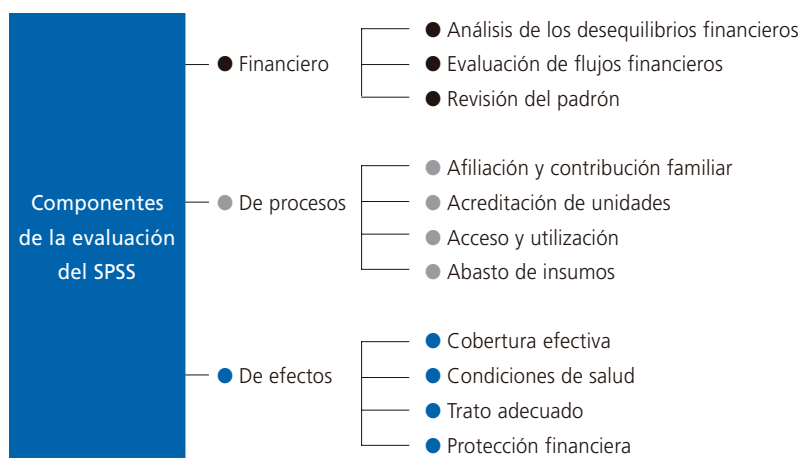 Componentes
de la evaluación
del SPSS
Financiero
Análisis de los desequilibrios financieros
Evaluación de flujos financieros
Revisión del padrón
De procesos
Afiliación y contribución familiar
Acreditación de unidades
Acceso y utilización
Abasto de insumos
De efectos
Cobertura efectiva
Condiciones de salud
Trato adecuado
Protección financiera